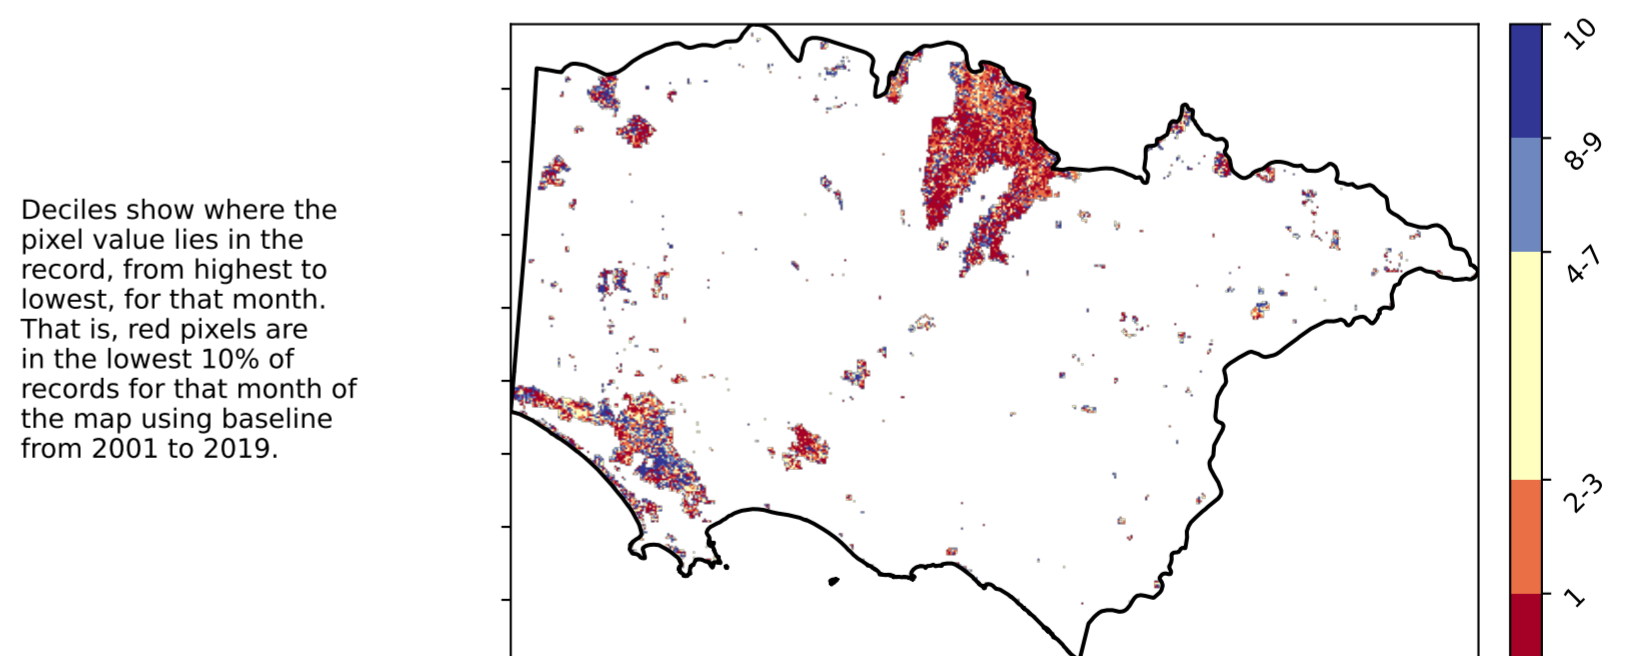 Deciles show where the
pixel value lies in the
record, from highest to
lowest, for that month.
That is, red pixels are
in the lowest 10% of
records for that month of
the map using baseline
from 2001 to 2019.
10
8-9
4-7
2-3
1